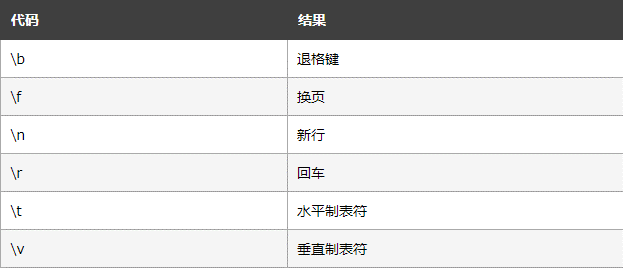 代码 结果
\b 退格键
\f 换页
\n 新行
\r 回车
\t 水平制表符
\v 垂直制表符